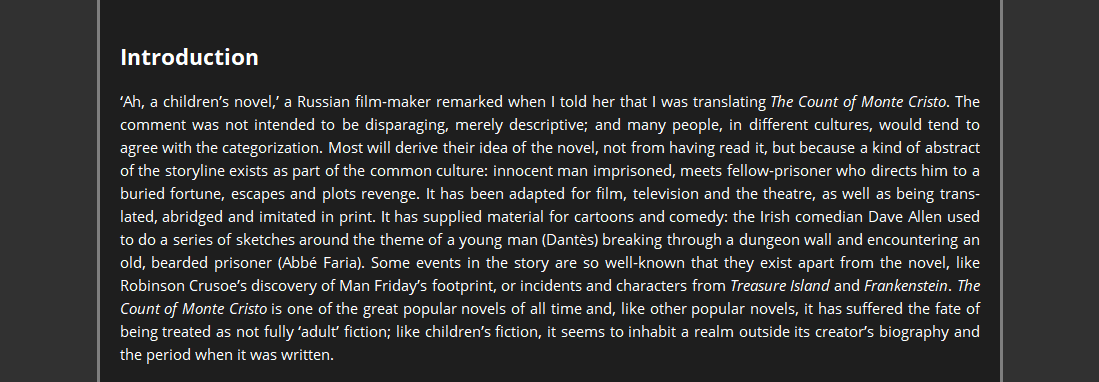 Introduction
‘Ah, a children’s novel,’ a Russian film-maker remarked when I told her that I was translating The Count of Monte Cristo. The
comment was not intended to be disparaging, merely descriptive; and many people, in different cultures, would tend to
agree with the categorization. Most will derive their idea of the novel, not from having read it, but because a kind of abstract
of the storyline exists as part of the common culture: innocent man imprisoned, meets fellow-prisoner who directs him to a
buried fortune, escapes and plots revenge. It has been adapted for film, television and the theatre, as well as being trans-
lated, abridged and imitated in print. It has supplied material for cartoons and comedy: the Irish comedian Dave Allen used
to do a series of sketches around the theme of a young man (Dantès) breaking through a dungeon wall and encountering an
old, bearded prisoner (Abbé Faria). Some events in the story are so well-known that they exist apart from the novel, like
Robinson Crusoe’s discovery of Man Friday’s footprint, or incidents and characters from Treasure Island and Frankenstein. The
Count of Monte Cristo is one of the great popular novels of all time and, like other popular novels, it has suffered the fate of
being treated as not fully ‘adult’ fiction; like children’s fiction, it seems to inhabit a realm outside its creator’s biography and
the period when it was written.